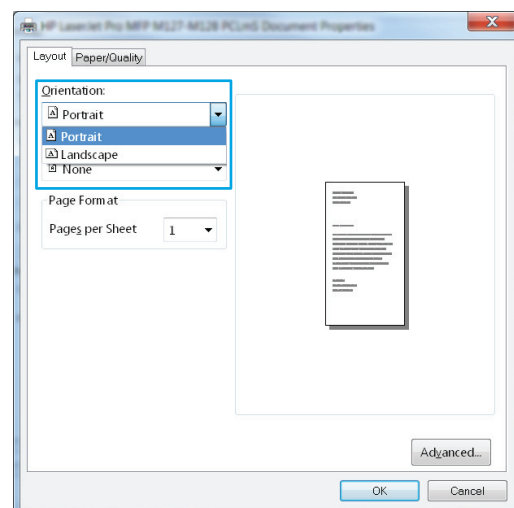 HP LaserJet Pro MFP M127-M128 PCLmS Document Properties
Layout Paper/Quality
Orientation:
Portrait
Portrait
Landscape
None
Page Format
Pages per Sheet 1
Advanced...
OK Cancel